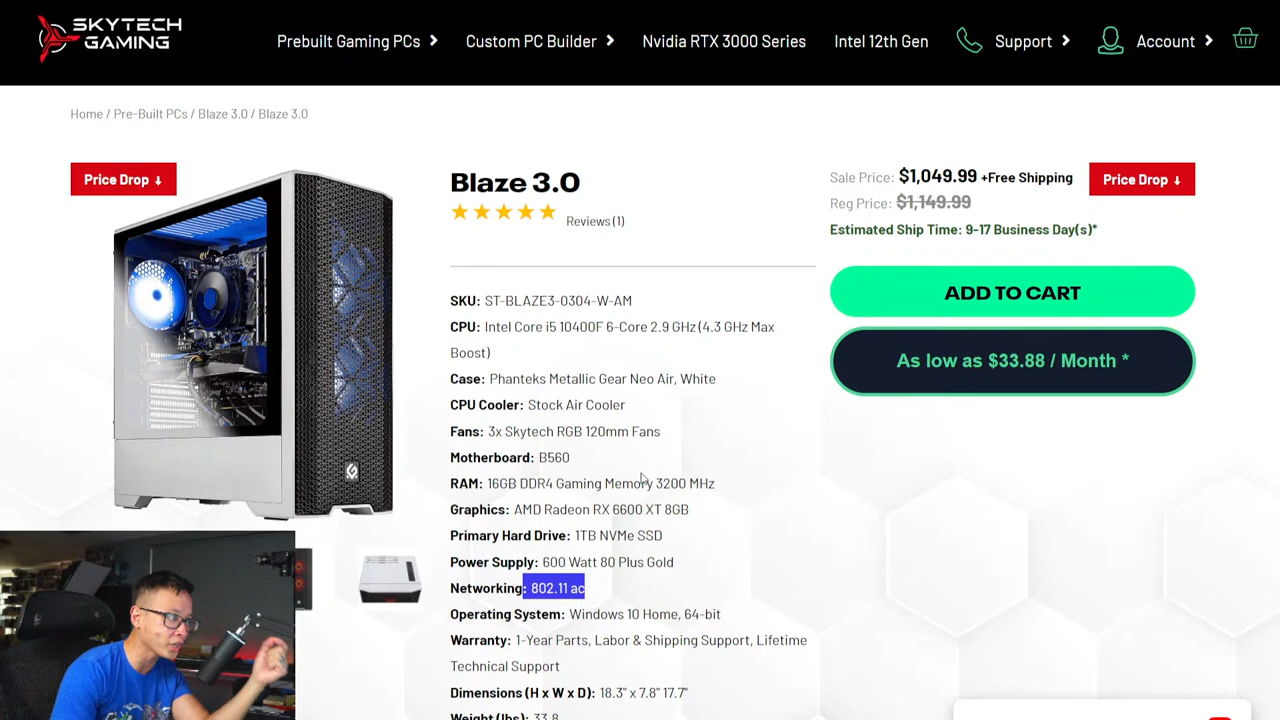 SKYTECH
GAMING
Prebuilt Gaming PCs
Custom PC Builder
Nvidia RTX 3000 Series
Intel 12th Gen
Support
Account
Home / Pre-Built PCs / Blaze 3.0 / Blaze 3.0
Price Drop ↓
Blaze 3.0
Reviews (1)
SKU: ST-BLAZE3-0304-W-AM
CPU: Intel Core i5 10400F 6-Core 2.9 GHz (4.3 GHz Max
Boost)
Case: Phanteks Metallic Gear Neo Air, White
CPU Cooler: Stock Air Cooler
Fans: 3x Skytech RGB 120mm Fans
Motherboard: B560
RAM: 16GB DDR4 Gaming Memory 3200 MHz
Graphics: AMD Radeon RX 6600 XT 8GB
Primary Hard Drive: 1TB NVMe SSD
Power Supply: 600 Watt 80 Plus Gold
Networking: 802.11 ac
Operating System: Windows 10 Home, 64-bit
Warranty: 1-Year Parts, Labor & Shipping Support, Lifetime
Technical Support
Dimensions (H x W x D): 18.3" x 7.8" 17.7"
Weight (lbs): 33.8
Sale Price: $1,049.99 +Free Shipping
Price Drop ↓
Reg Price: $1,149.99
Estimated Ship Time: 9-17 Business Day(s)*
ADD TO CART
As low as $33.88 / Month *